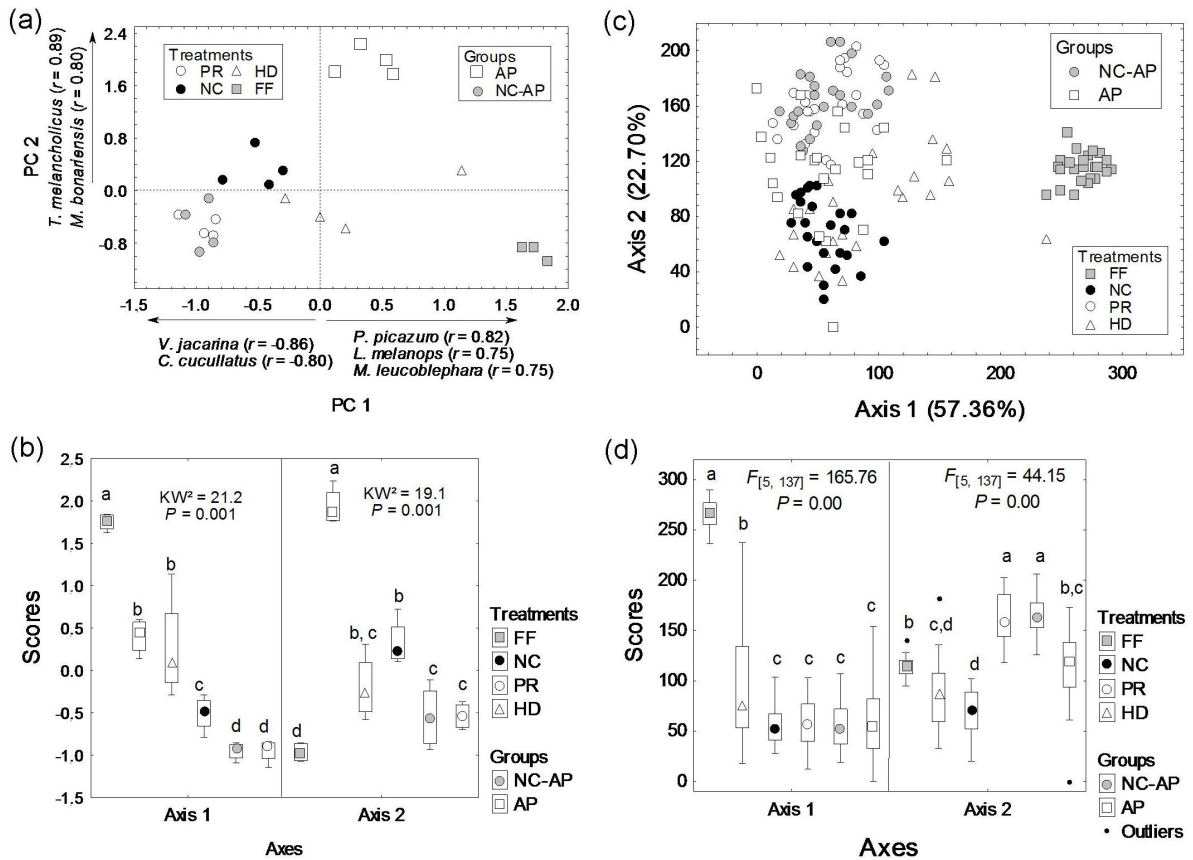 (a)
T. melancholicus (r = 0.89)
M. bonariensis (r = 0.80)
PC 2
2.4
1.6
0.8
0.0
-0.8
Treatments
PR HD
NC FF
Groups
AP
NC-AP
-1.5 -1.0 -0.5 0.0 0.5 1.0 1.5 2.0
V. jacarina (r = -0.86)
C. cucullatus (r = -0.80)
P. picazuro (r = 0.82)
L. melanops (r = 0.75)
M. leucoblephara (r = 0.75)
PC 1
(c)
Axis 2 (22.70%)
200
160
120
80
40
0
Groups
NC-AP
AP
Treatments
FF
NC
PR
HD
0 100 200 300
Axis 1 (57.36%)
(b)
Scores
2.5
2.0
1.5
1.0
0.5
0.0
-0.5
-1.0
-1.5
KW² = 21.2
P = 0.001
KW² = 19.1
P = 0.001
a
b
b
c
d
d
d
a
b, c
b
c
c
Axis 1 Axis 2
Axes
Treatments
FF
NC
PR
HD
Groups
NC-AP
AP
(d)
Scores
300
250
200
150
100
50
0
F[5, 137] = 165.76
P = 0.00
F[5, 137] = 44.15
P = 0.00
a
b
c
c
c
c
b
c,d
d
a
a
b,c
Axis 1 Axis 2
Axes
Treatments
FF
NC
PR
HD
Groups
NC-AP
AP
Outliers